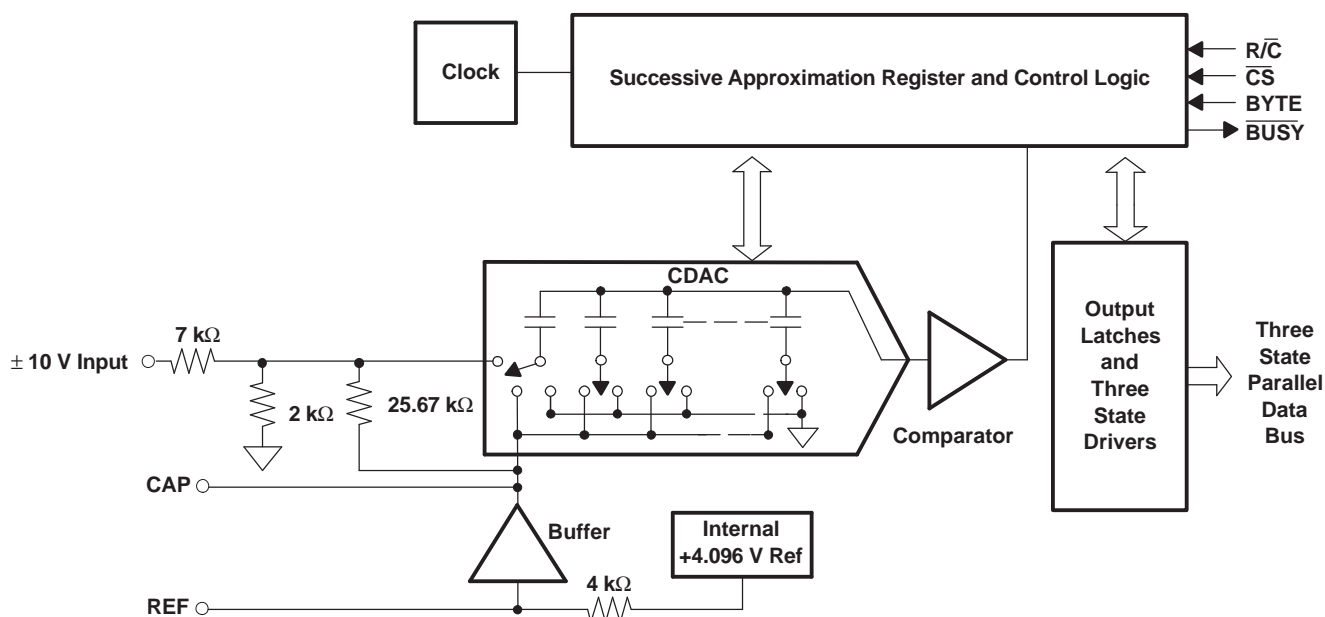 Clock
Successive Approximation Register and Control Logic
R/C̅
C̅S̅
BYTE
B̅U̅S̅Y̅
CDAC
7 kΩ
± 10 V Input
2 kΩ
25.67 kΩ
Comparator
Output
Latches
and
Three
State
Drivers
Three
State
Parallel
Data
Bus
CAP
Buffer
Internal
+4.096 V Ref
4 kΩ
REF